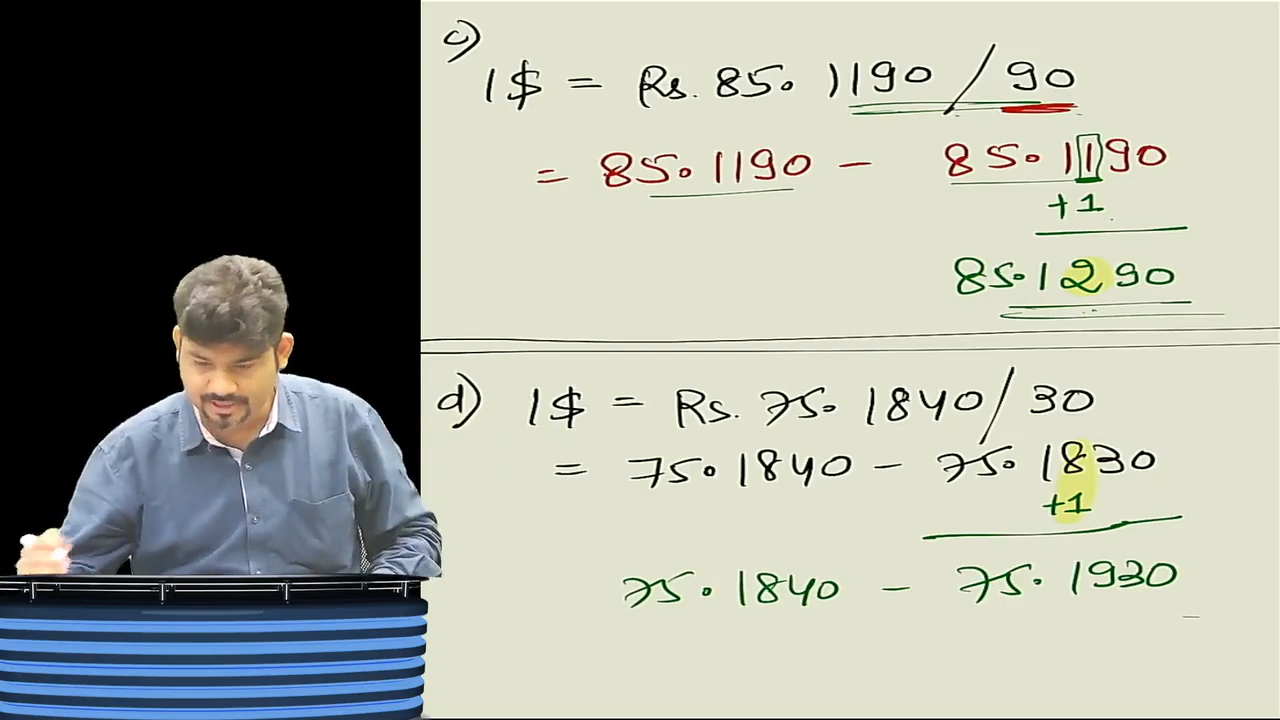 c)
1$ = Rs. 85.1190/90
= 85.1190 - 85.1190
+1
85.1290
d) 1$ = Rs. 75.1840/30
= 75.1840 - 75.1830
+1
75.1840 - 75.1930